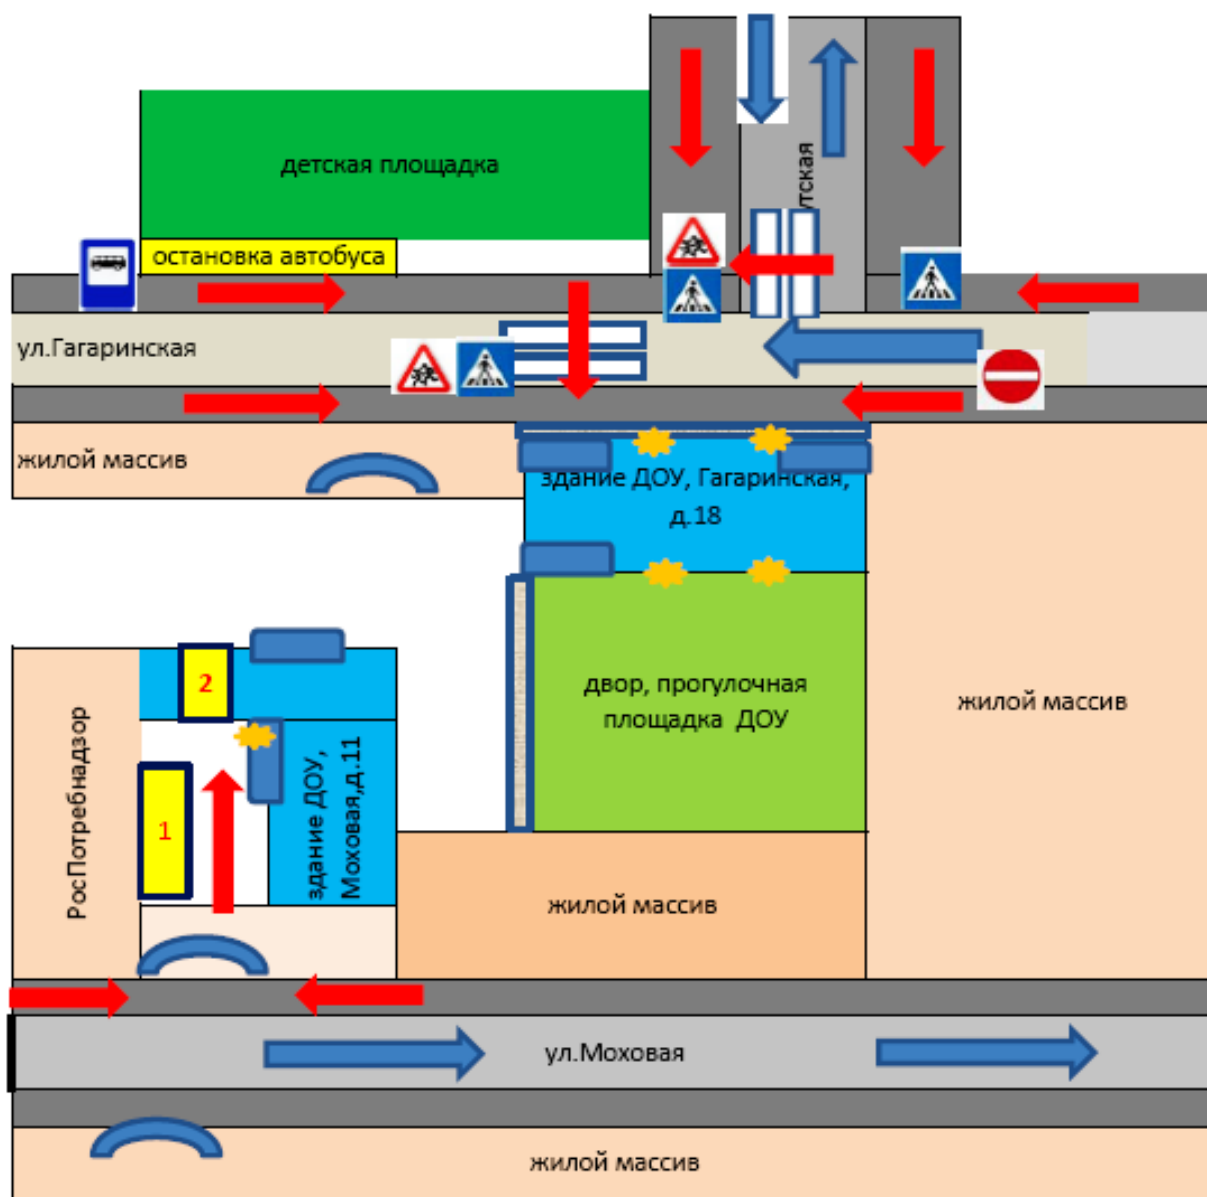 детская площадка
остановка автобуса
ул.Гагаринская
жилой массив
здание ДОУ, Гагаринская,
д.18
двор, прогулочная
площадка ДОУ
жилой массив
2
1
РосПотребнадзор
здание ДОУ,
Моховая,д.11
жилой массив
ул.Моховая
жилой массив